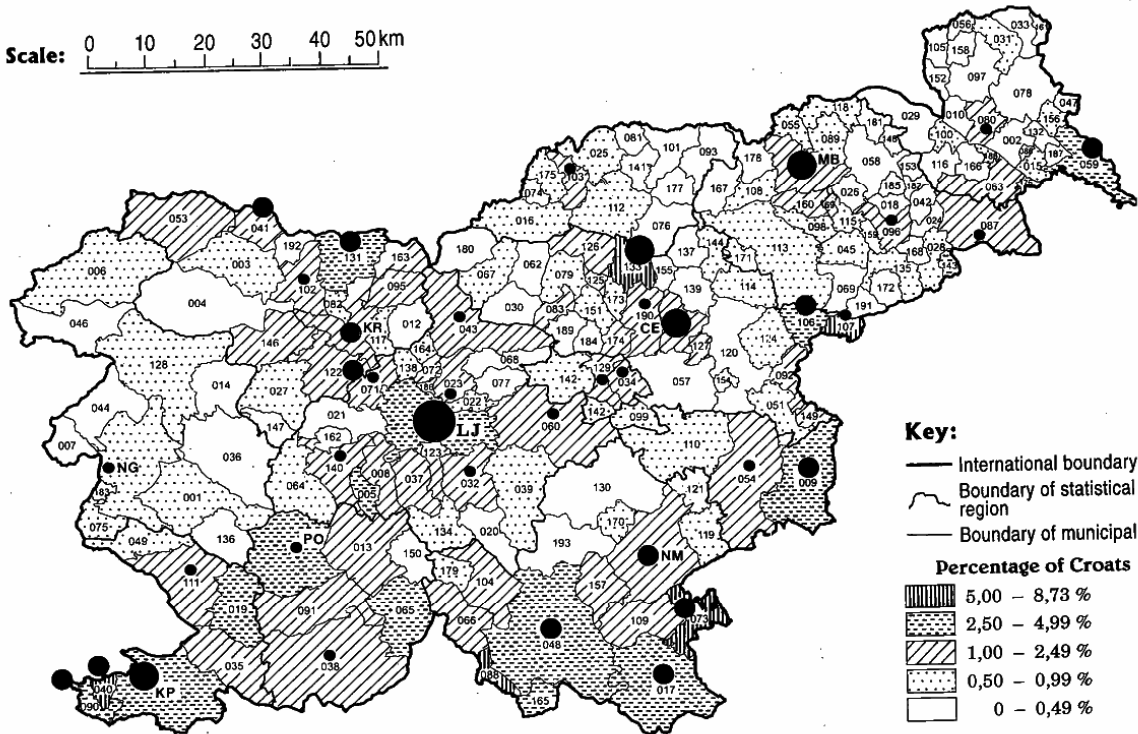 Scale: 0 10 20 30 40 50 km
056 033
105 158 031
152 097
078
118 029 010 080 047
055 089 181 148 100 002 132 156
081 101 093 MB 058 153 116 166 187 059
025 178 015
175 103 141 177 167 108 185 063
074 112 160 026 018 042
053 016 076 098 115 096 024 087
041 192 180 126 137 144 113 159 045 168 028
131 163 062 133 155 171 135
006 003 067 079 125 139 114 069 172
102 095 030 173 191
004 082 083 151 190 106 107
046 KR 012 043 189 CE
146 117 184 174 127 120 124
128 164 068
122 138 072 142 129 034 057 092
014 027 071 023 077 154
044 022 051
147 021 LJ 060 142 099 149
007 162 123 110
NG 036 140 008 032 054 009
183 064 005 037 039 130 121
001
075 170 119
049 136 PO 013 134 020 193 NM
111 150
179 104 157
019 091 065 073
066 109
035 038 048
088 017
040 KP 165
090
Key:
International boundary
Boundary of statistical
region
Boundary of municipal
Percentage of Croats
5,00 – 8,73 %
2,50 – 4,99 %
1,00 – 2,49 %
0,50 – 0,99 %
0 – 0,49 %